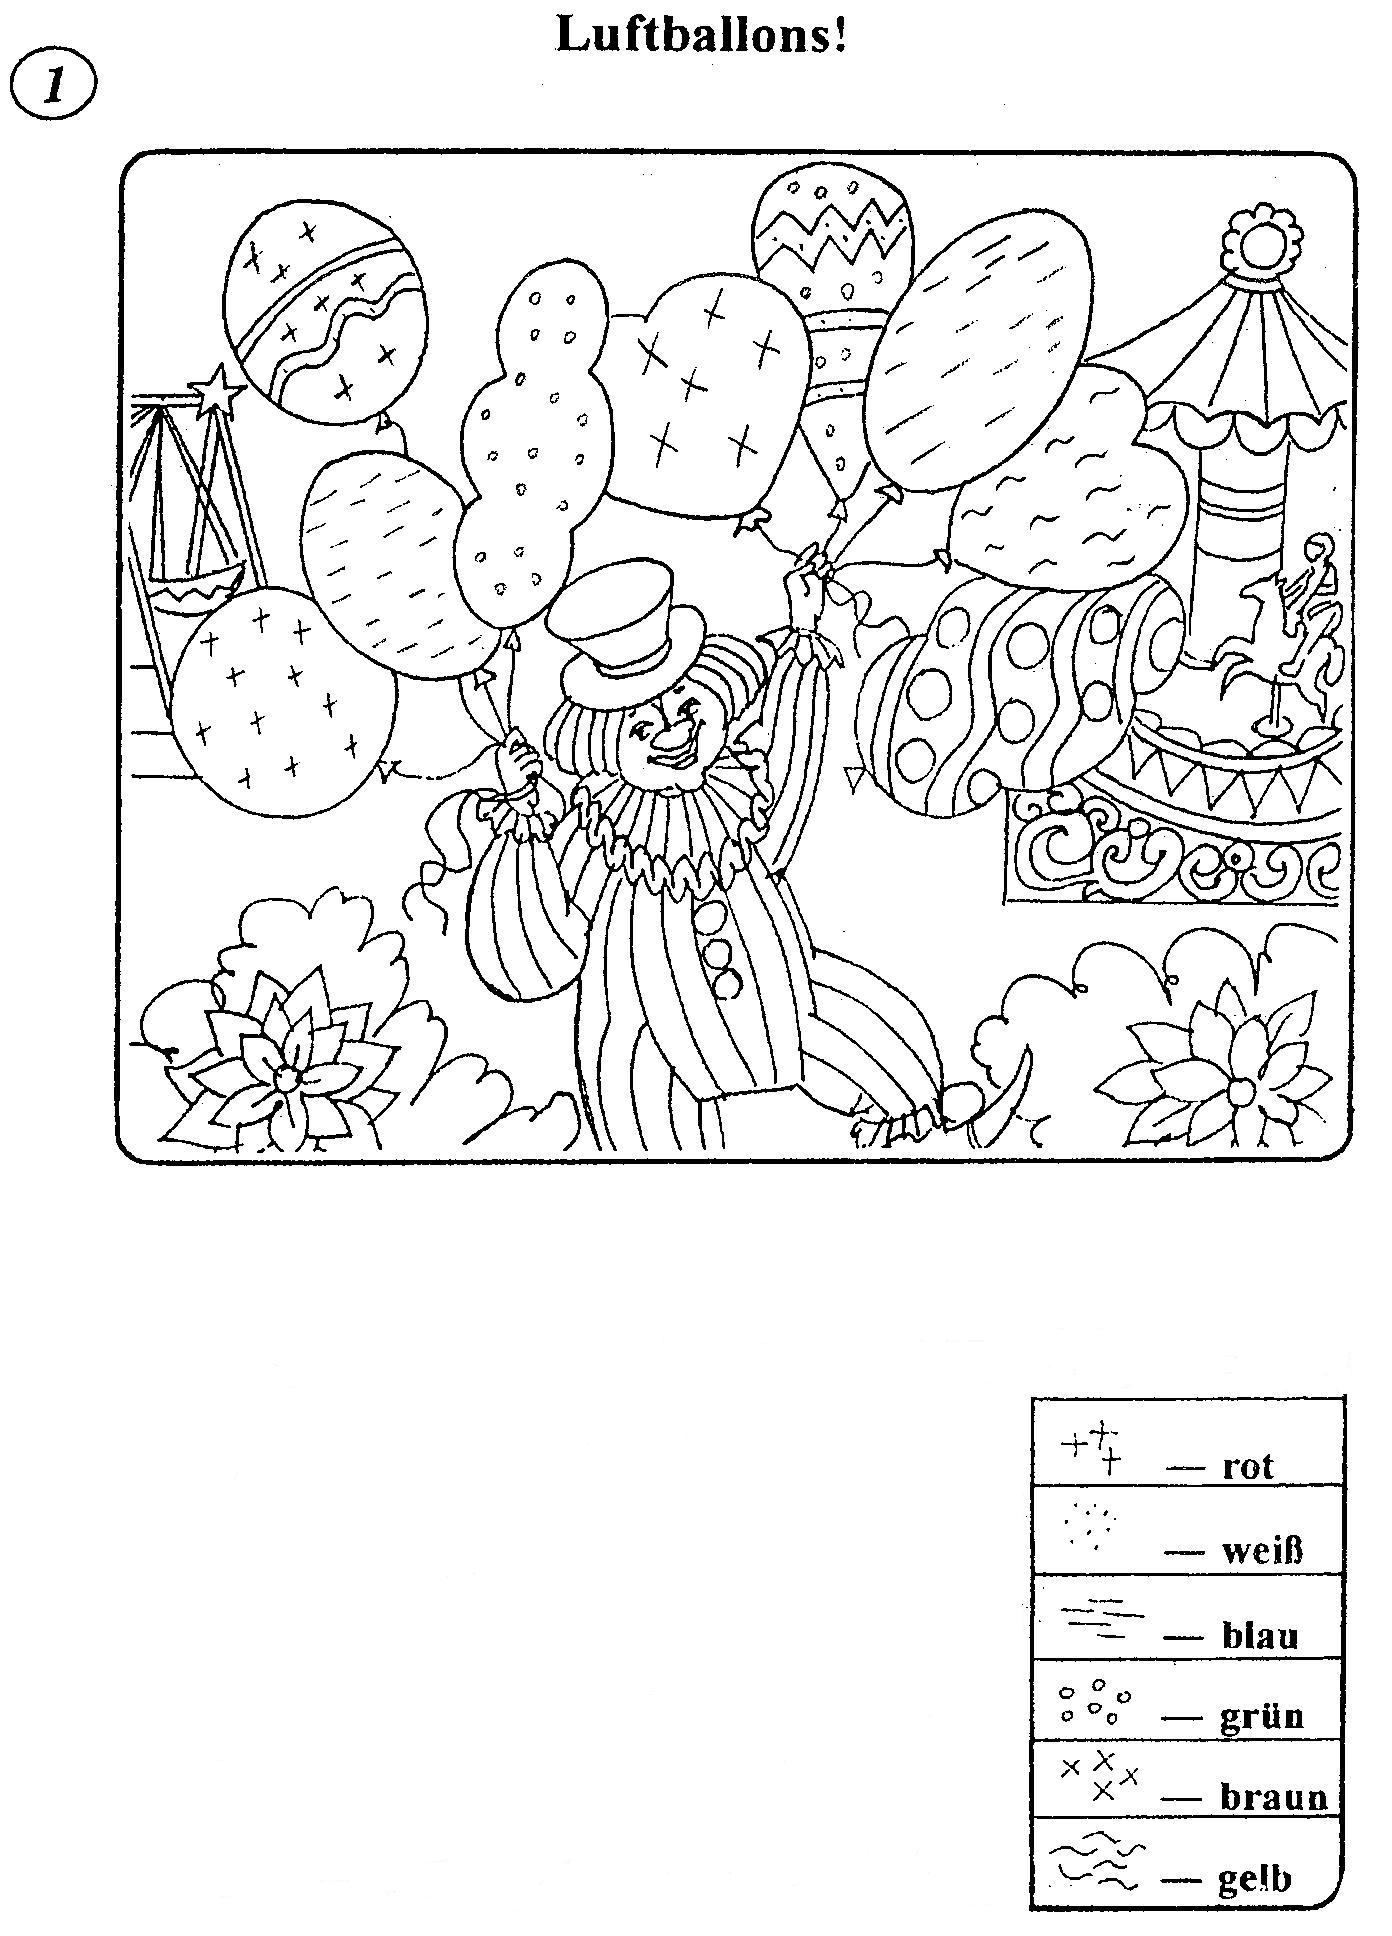 Luftballons!
1
— rot
— weiß
— blau
— grün
— braun
— gelb